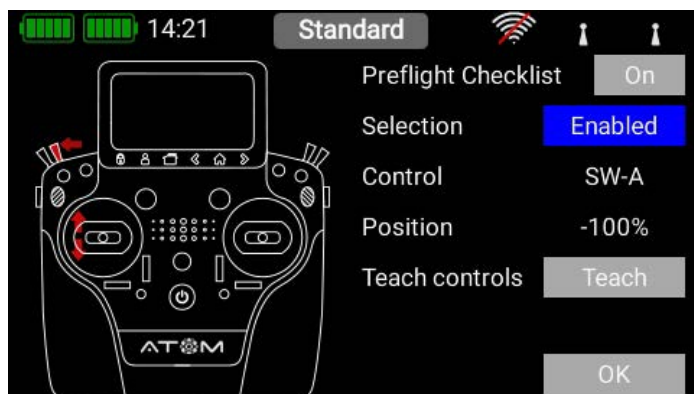 14:21 Standard
Preflight Checklist On
Selection Enabled
Control SW-A
Position -100%
Teach controls Teach
ATOM
OK